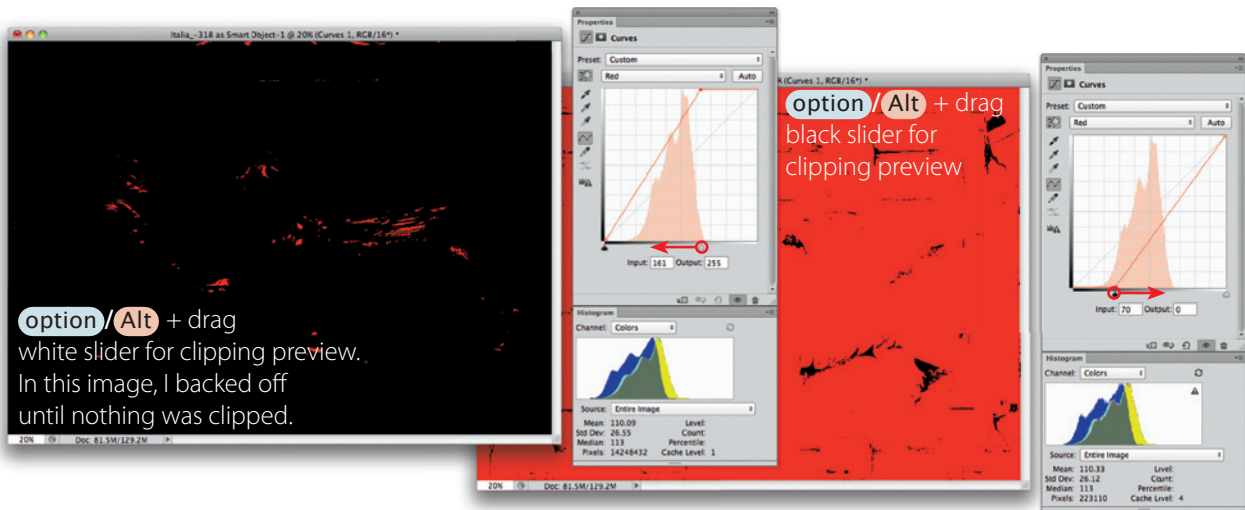 Italia_-318 as Smart Object-1 @ 20% (Curves 1, RGB/16*) *
option/Alt + drag
white slider for clipping preview.
In this image, I backed off
until nothing was clipped.
20% Doc: 81.5M/129.2M
Properties
Curves
Preset: Custom
Red Auto
Input: 161 Output: 255
Histogram
Channel: Colors
Source: Entire Image
Mean: 110.09 Level:
Std Dev: 26.55 Count:
Median: 113 Percentile:
Pixels: 14248432 Cache Level: 1
% (Curves 1, RGB/16*) *
option/Alt + drag
black slider for
clipping preview
20% Doc: 81.5M/129.2M
Properties
Curves
Preset: Custom
Red Auto
Input: 70 Output: 0
Histogram
Channel: Colors
Source: Entire Image
Mean: 110.33 Level:
Std Dev: 26.12 Count:
Median: 113 Percentile:
Pixels: 223110 Cache Level: 4